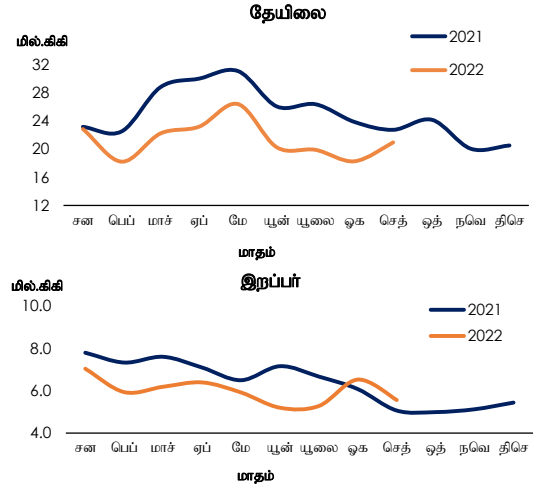 தேயிலை
மில்.கிகி
2021
2022
32
28
24
20
16
12
சன பெப் மாச் ஏப் மே யூன் யூலை ஓக செத் ஒத் நவெ திசெ
மாதம்
இறப்பர்
மில்.கிகி
10.0
2021
2022
8.0
6.0
4.0
சன பெப் மாச் ஏப் மே யூன் யூலை ஓக செத் ஒத் நவெ திசெ
மாதம்